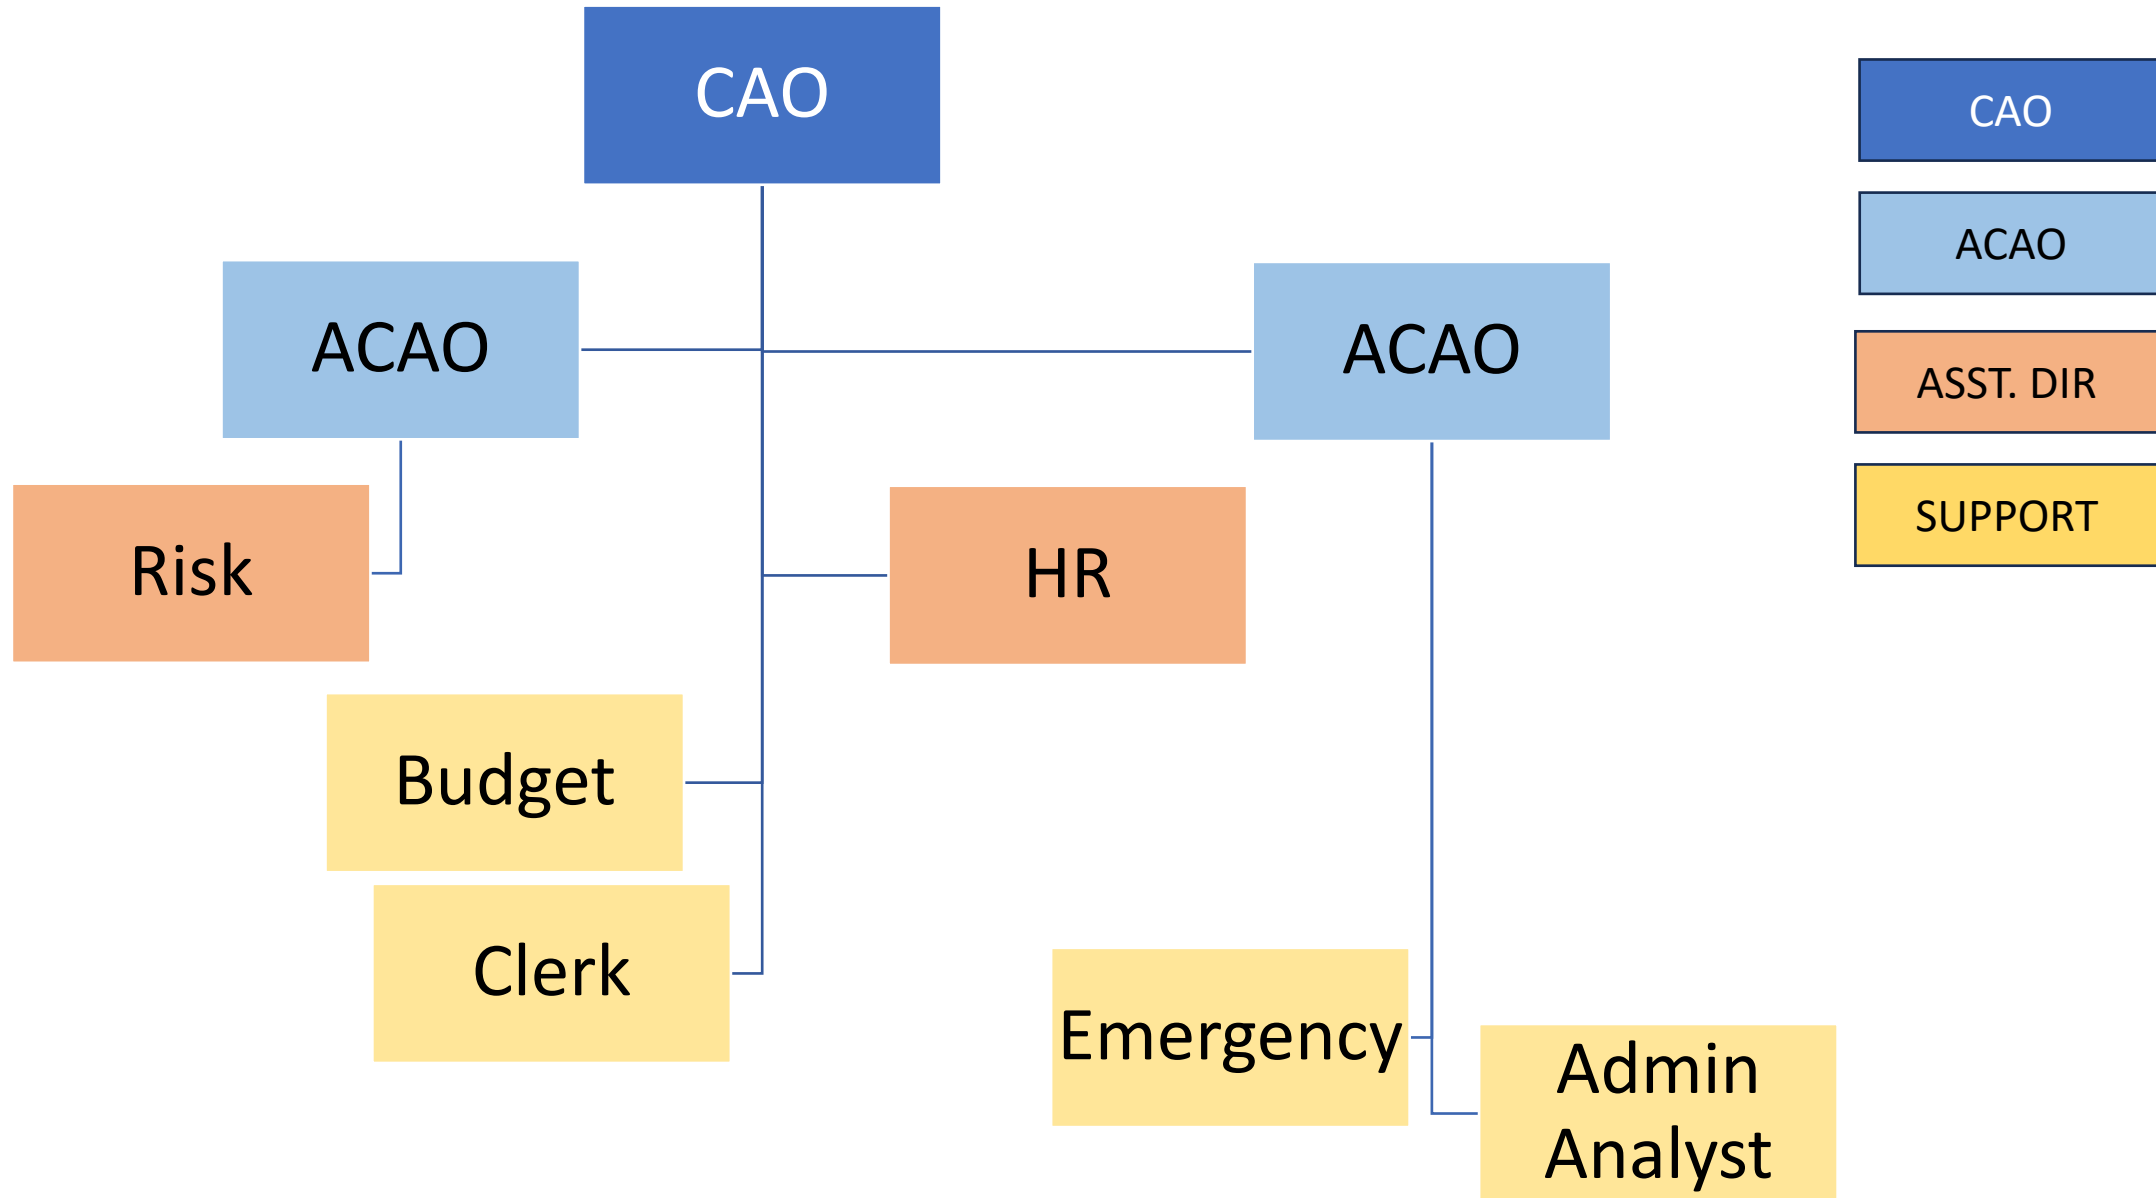 CAO
ACAO
ACAO
Risk
HR
Budget
Clerk
Emergency
Admin
Analyst
CAO
ACAO
ASST. DIR
SUPPORT